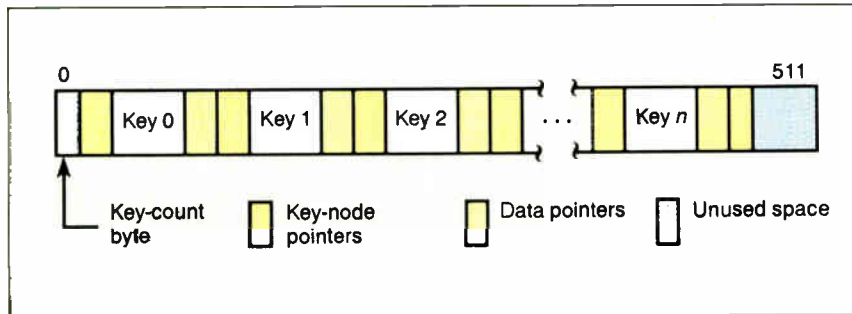 0 511
Key 0 Key 1 Key 2 ... Key n
Key-count Key-node Data pointers Unused space
byte pointers